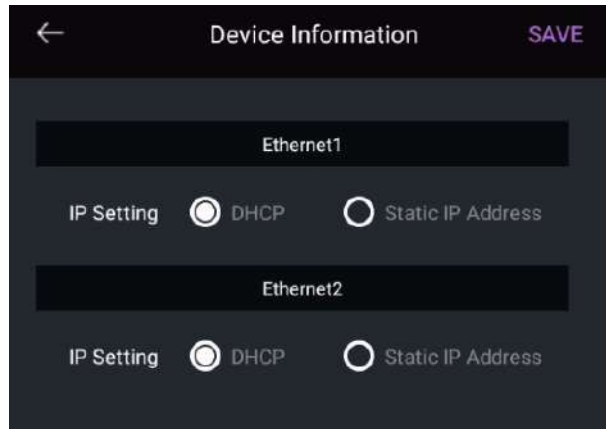 Device Information SAVE
Ethernet1
IP Setting DHCP Static IP Address
Ethernet2
IP Setting DHCP Static IP Address